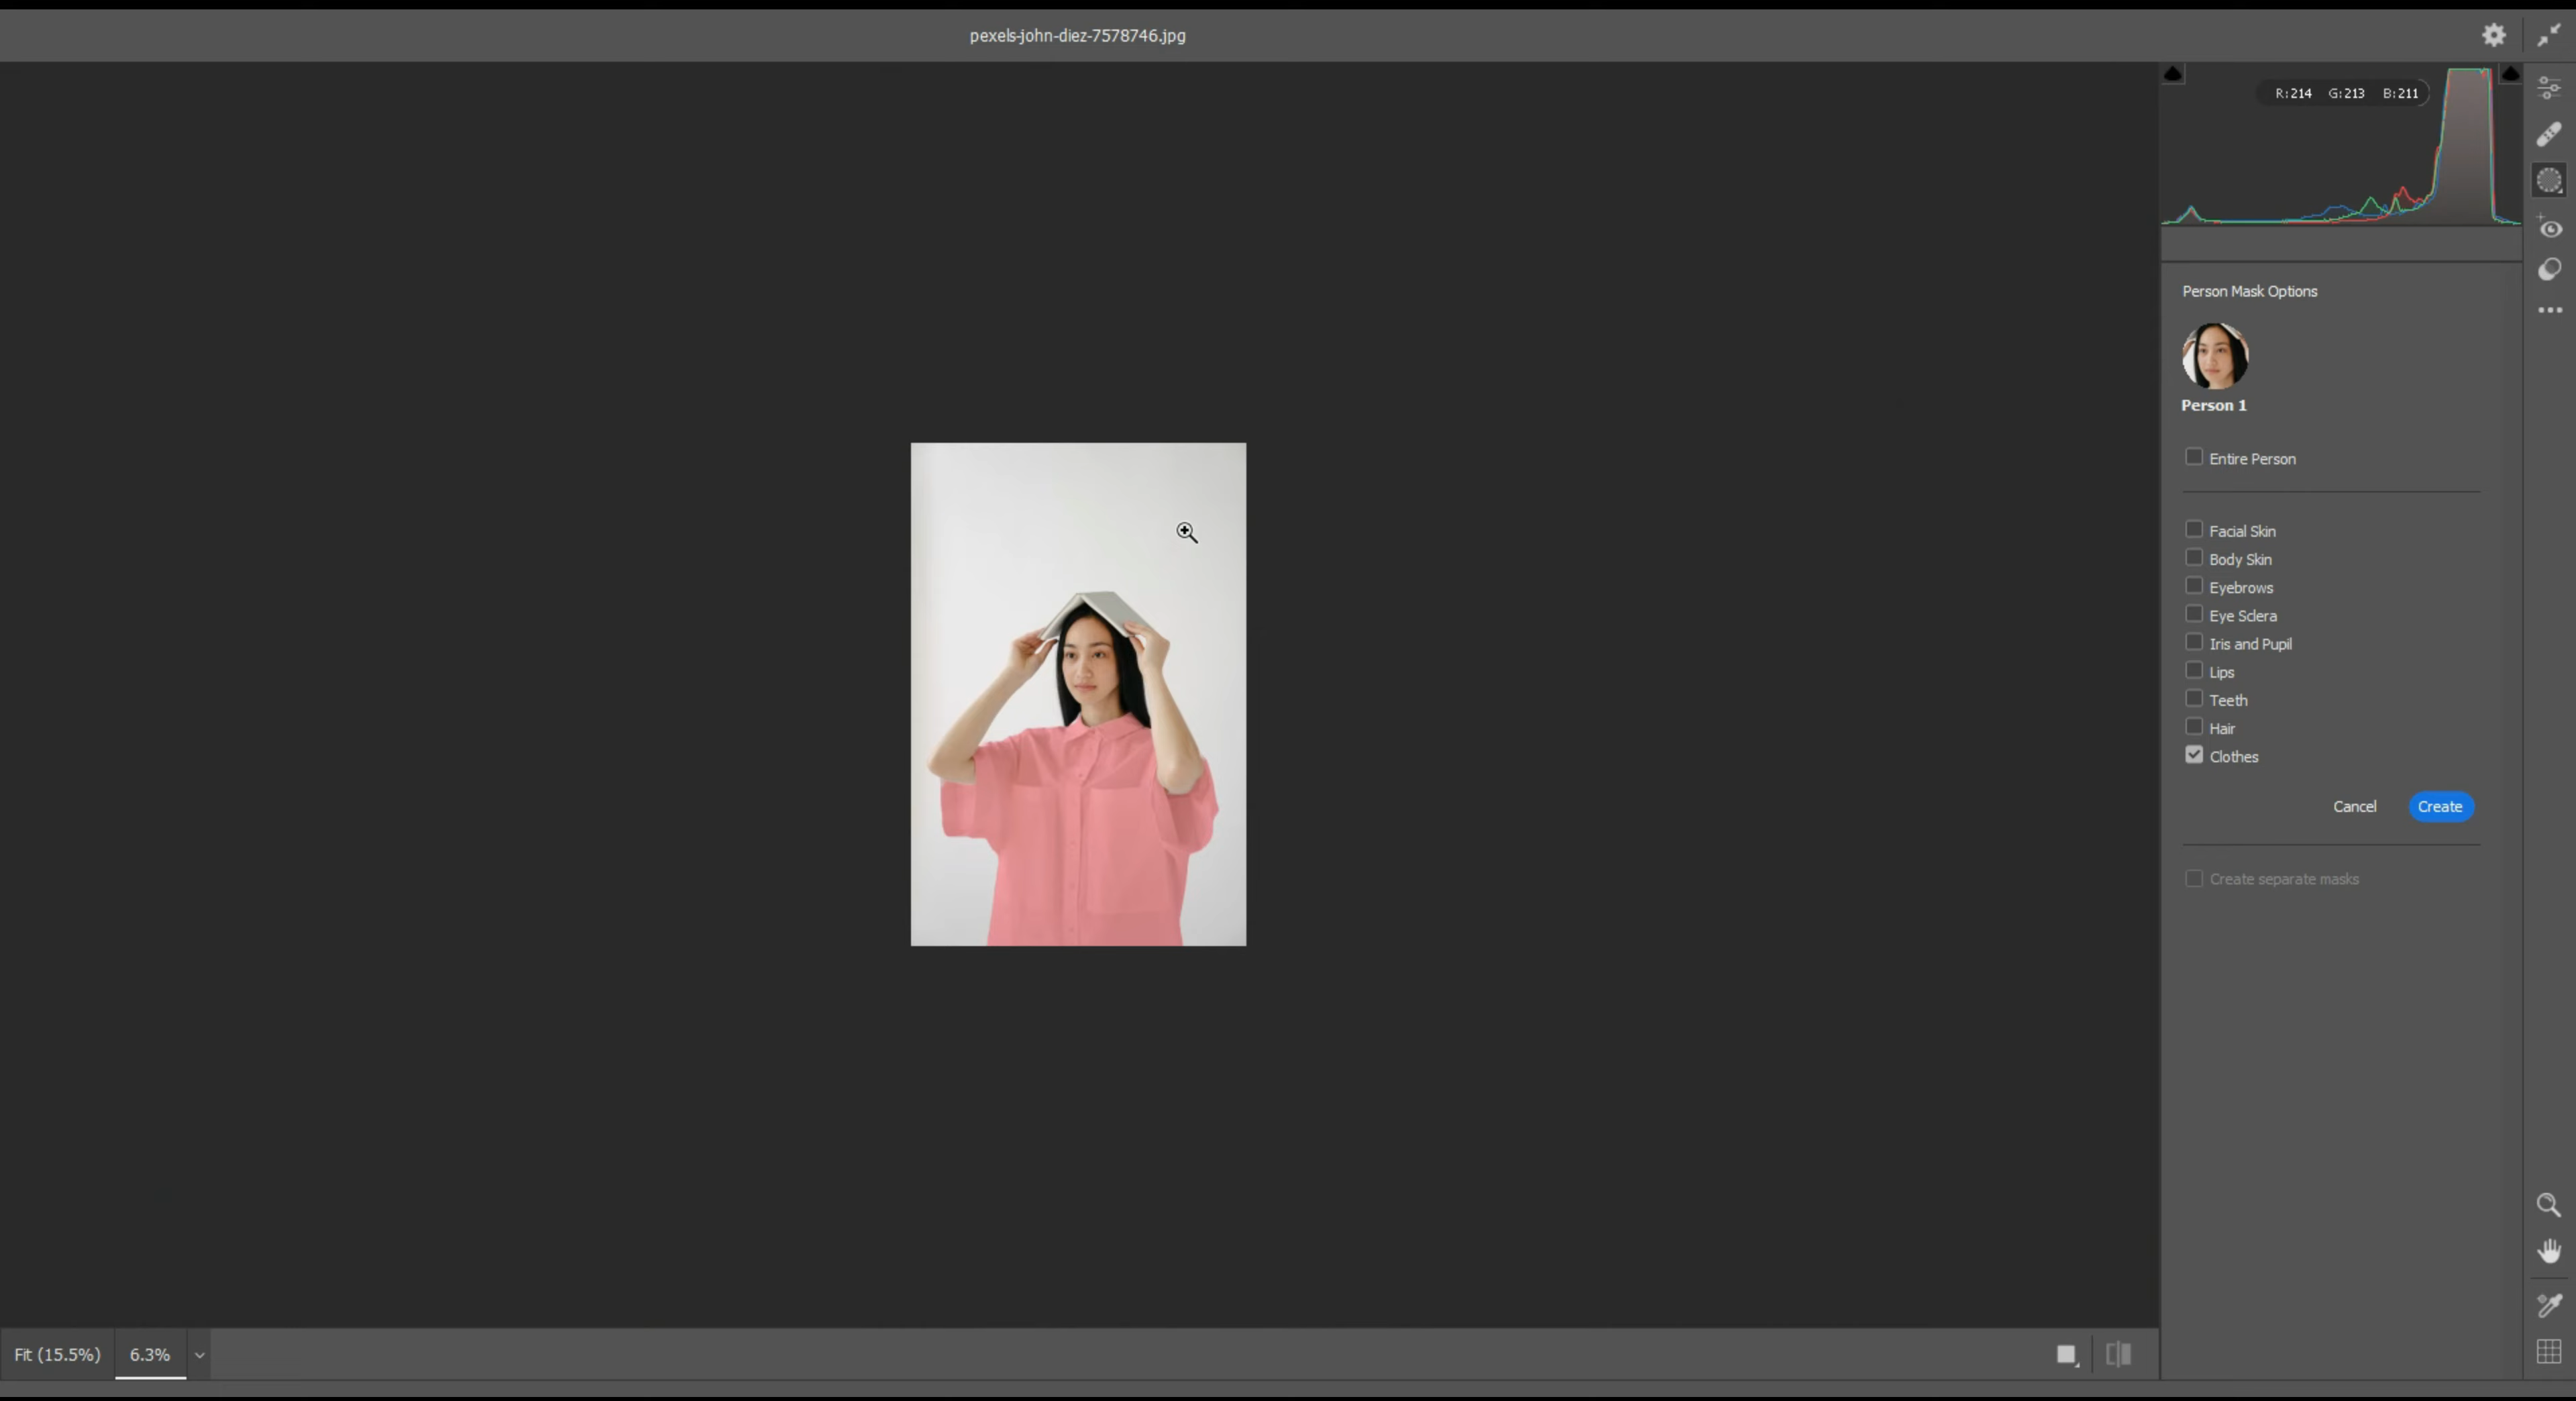 pexels-john-diez-7578746.jpg
R:214 G:213 B:211
Person Mask Options
Person 1
Entire Person
Facial Skin
Body Skin
Eyebrows
Eye Sclera
Iris and Pupil
Lips
Teeth
Hair
Clothes
Cancel Create
Create separate masks
Fit (15.5%) 6.3%